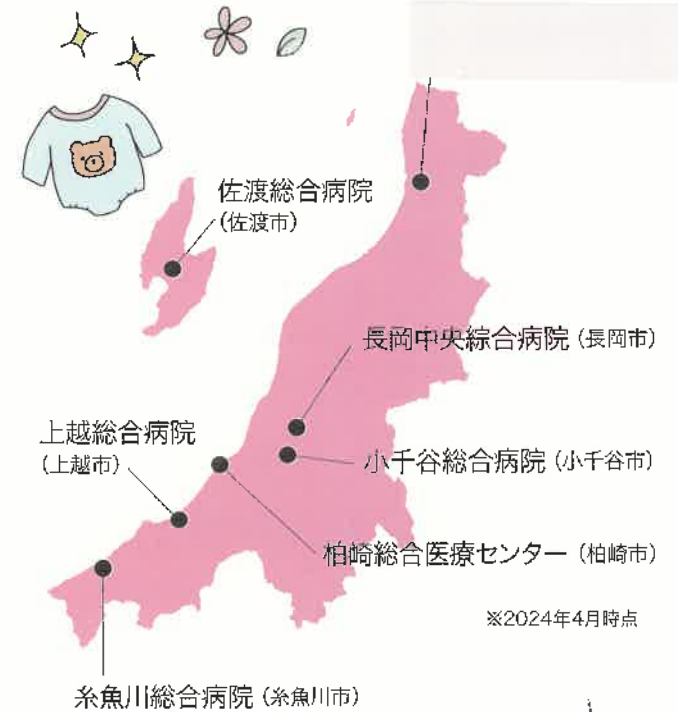 佐渡総合病院
(佐渡市)
長岡中央綜合病院(長岡市)
上越総合病院
(上越市)
小千谷総合病院(小千谷市)
柏崎総合医療センター(柏崎市)
※2024年4月時点
糸魚川総合病院(糸魚川市)